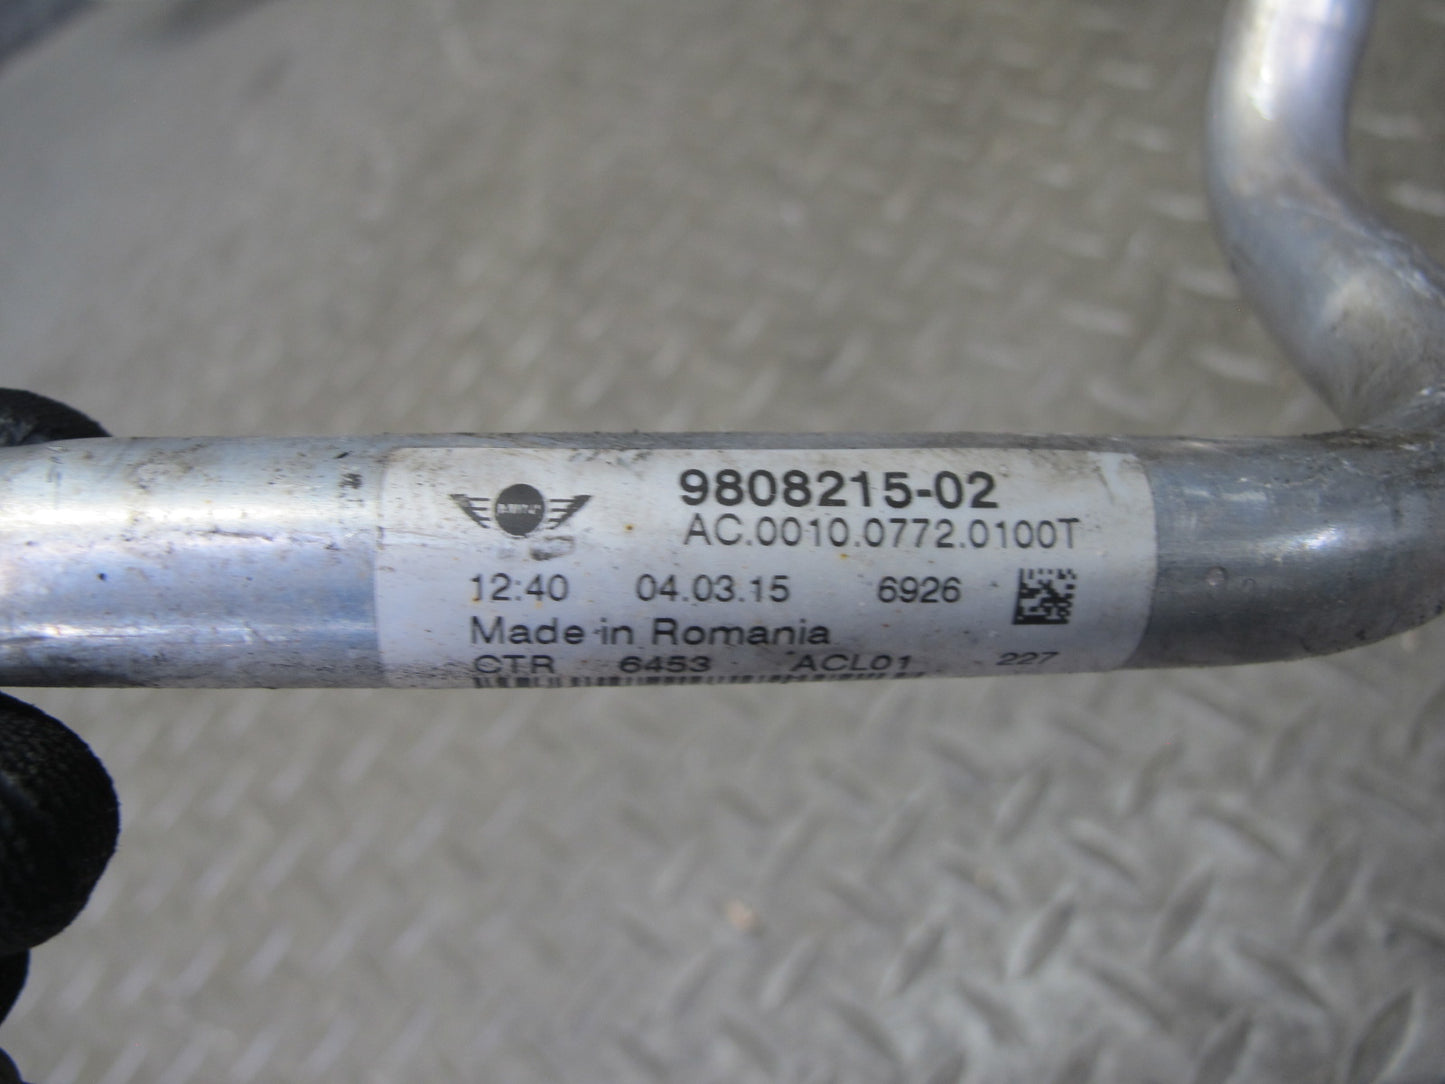 9808215-02
AC.0010.0772.0100T
12:40 04.03.15 6926
Made in Romania
CTR 6453 ACL01 227